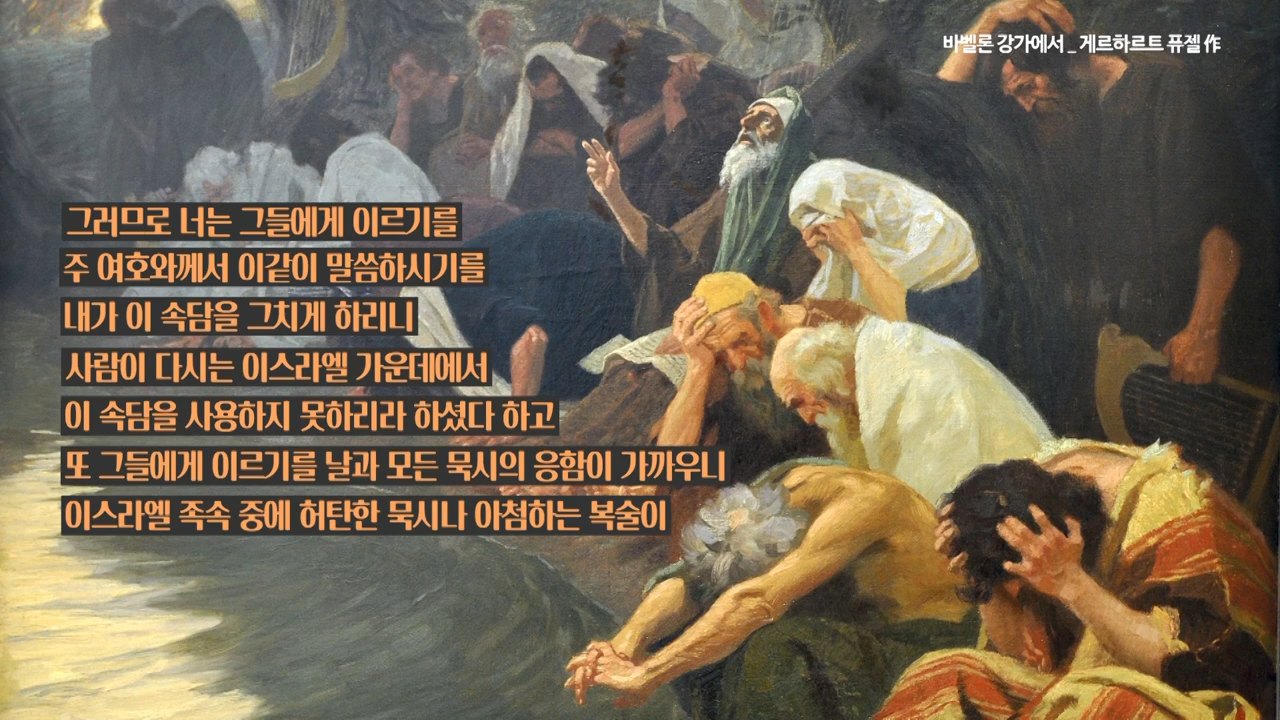 바벨론 강가에서 _ 게르하르트 퓨젤 作
그러므로 너는 그들에게 이르기를
주 여호와께서 이같이 말씀하시기를
내가 이 속담을 그치게 하리니
사람이 다시는 이스라엘 가운데에서
이 속담을 사용하지 못하리라 하셨다 하고
또 그들에게 이르기를 날과 모든 묵시의 응함이 가까우니
이스라엘 족속 중에 허탄한 묵시나 아첨하는 복술이